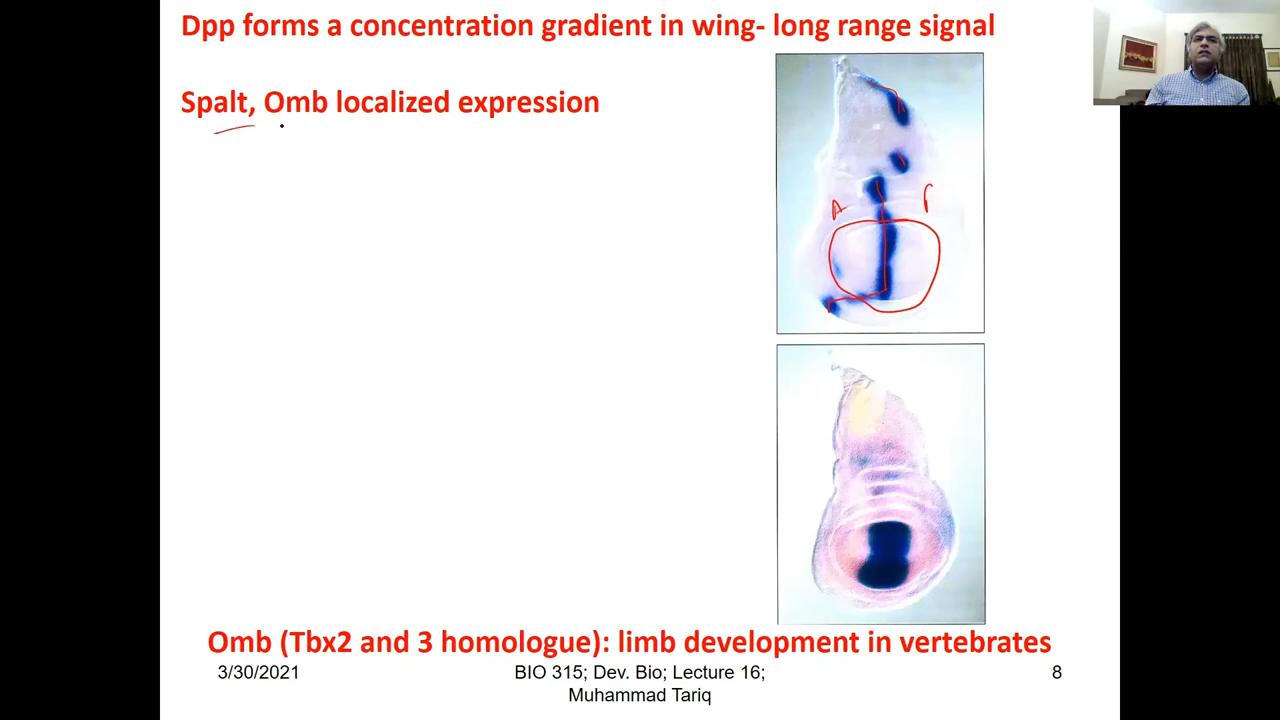 Dpp forms a concentration gradient in wing- long range signal
Spalt, Omb localized expression
A
Omb (Tbx2 and 3 homologue): limb development in vertebrates
3/30/2021
BIO 315; Dev. Bio; Lecture 16;
Muhammad Tariq
8